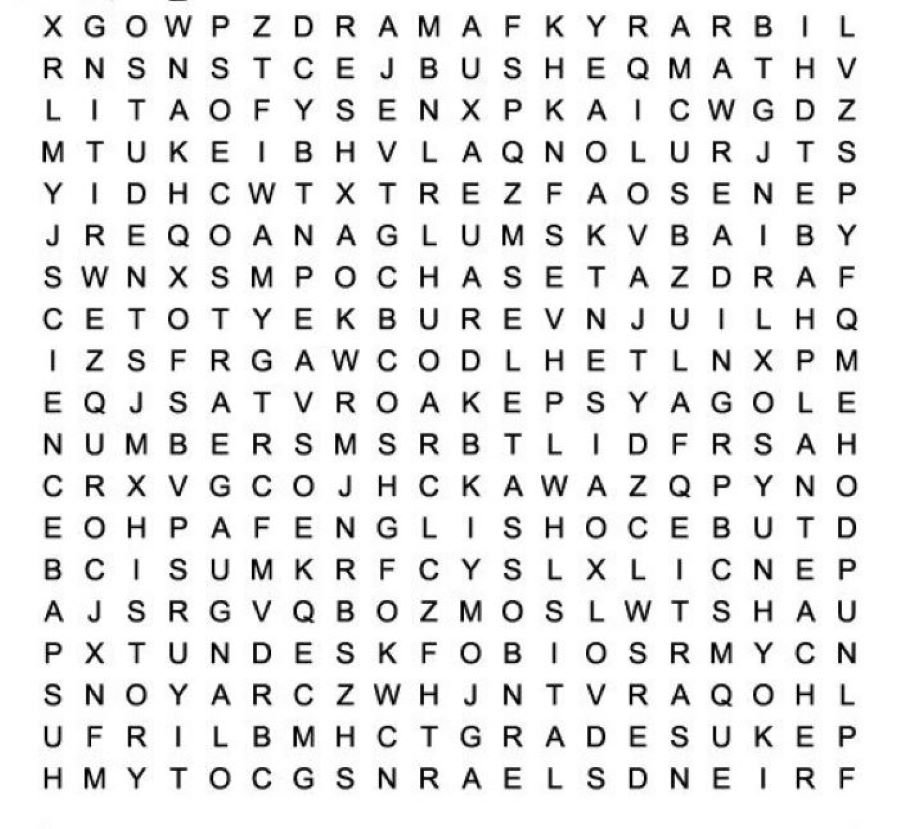 X G O W P Z D R A M A F K Y R A R B I L
R N S N S T C E J B U S H E Q M A T H V
L I T A O F Y S E N X P K A I C W G D Z
M T U K E I B H V L A Q N O L U R J T S
Y I D H C W T X T R E Z F A O S E N E P
J R E Q O A N A G L U M S K V B A I B Y
S W N X S M P O C H A S E T A Z D R A F
C E T O T Y E K B U R E V N J U I L H Q
I Z S F R G A W C O D L H E T L N X P M
E Q J S A T V R O A K E P S Y A G O L E
N U M B E R S M S R B T L I D F R S A H
C R X V G C O J H C K A W A Z Q P Y N O
E O H P A F E N G L I S H O C E B U T D
B C I S U M K R F C Y S L X L I C N E P
A J S R G V Q B O Z M O S L W T S H A U
P X T U N D E S K F O B I O S R M Y C N
S N O Y A R C Z W H J N T V R A Q O H L
U F R I L B M H C T G R A D E S U K E P
H M Y T O C G S N R A E L S D N E I R F